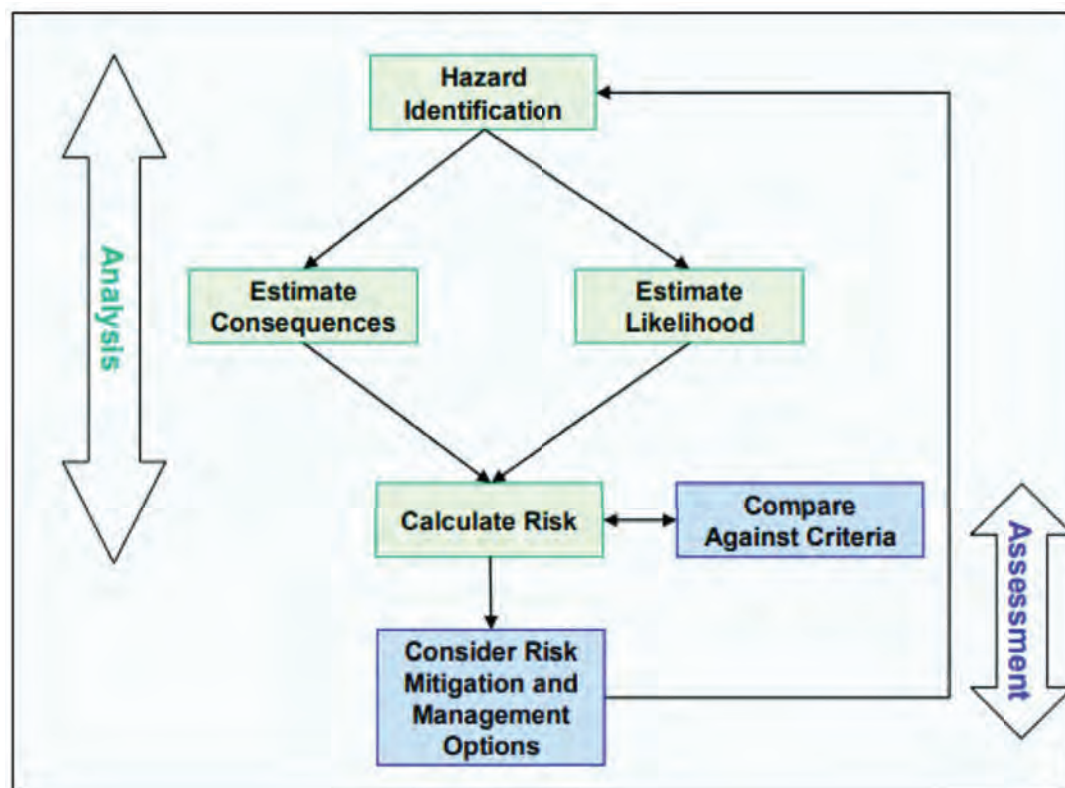 Hazard
Identification
Analysis
Estimate
Consequences
Estimate
Likelihood
Calculate Risk
Compare
Against Criteria
Assessment
Consider Risk
Mitigation and
Management
Options